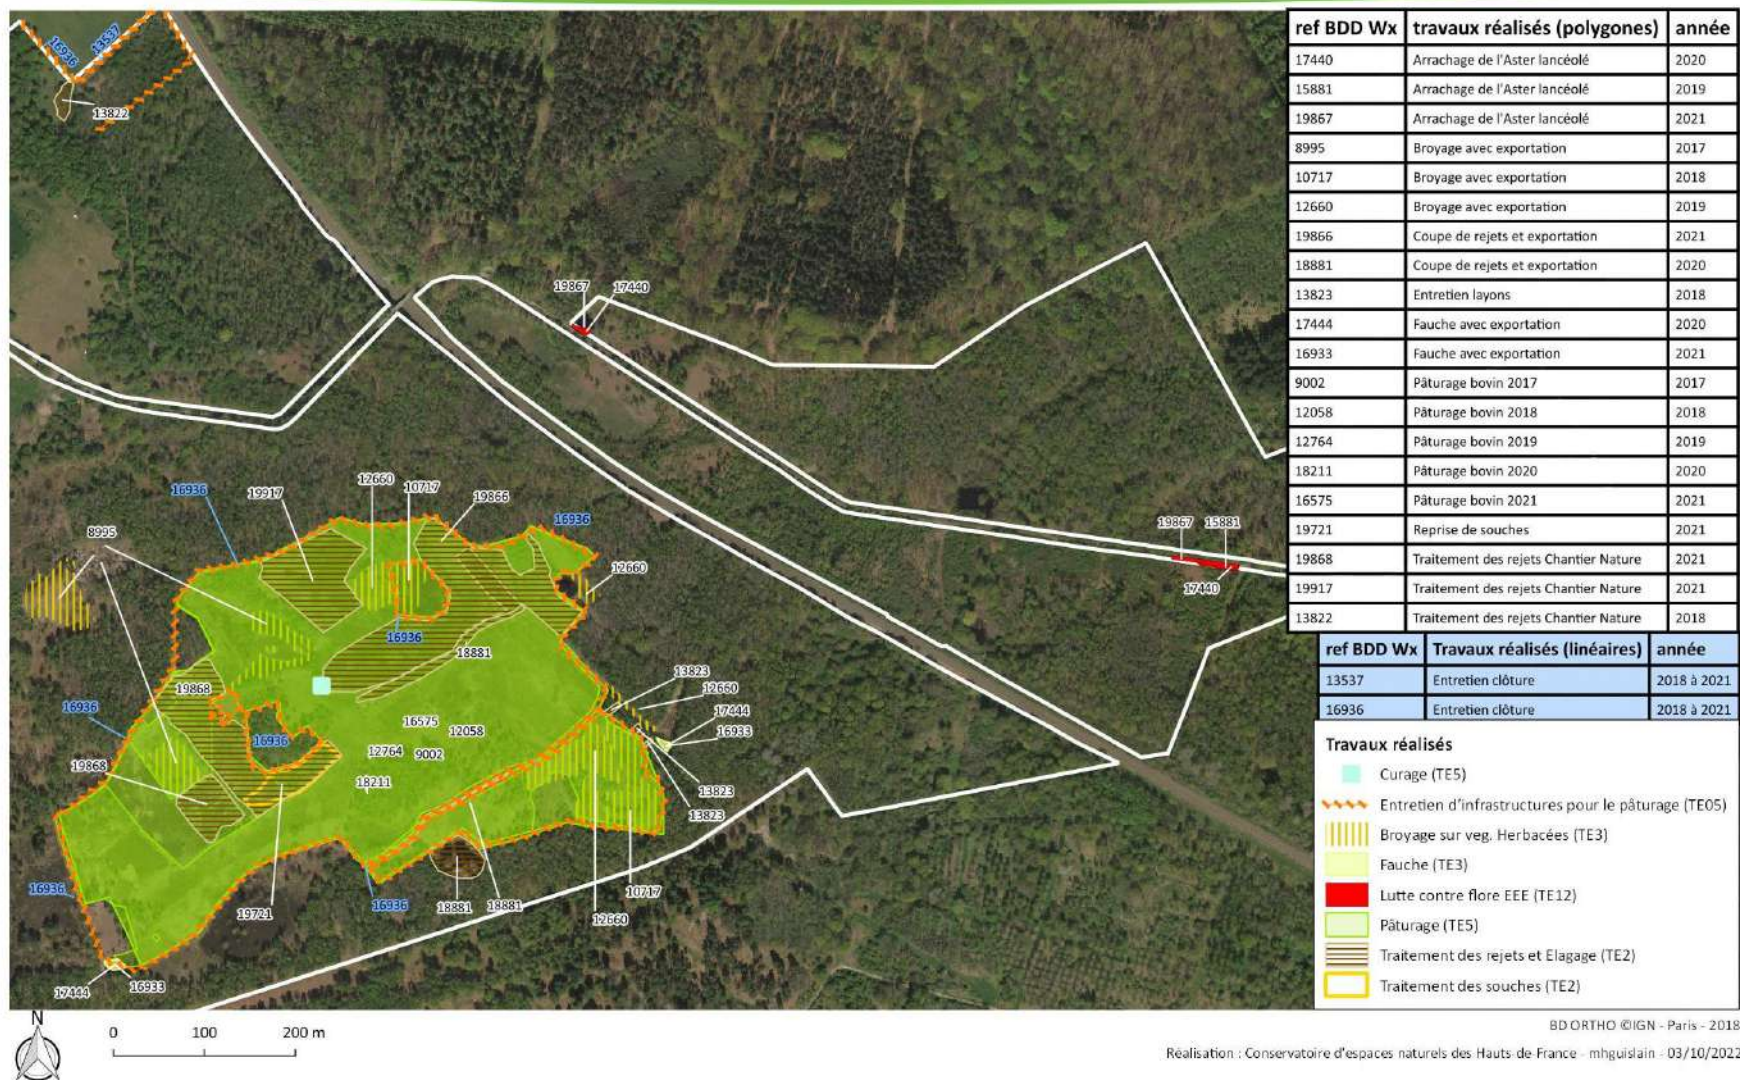 ref BDD Wx travaux réalisés (polygones) année
17440 Arrachage de l'Aster lancéolé 2020
15881 Arrachage de l'Aster lancéolé 2019
19867 Arrachage de l'Aster lancéolé 2021
8995 Broyage avec exportation 2017
10717 Broyage avec exportation 2018
12660 Broyage avec exportation 2019
19866 Coupe de rejets et exportation 2021
18881 Coupe de rejets et exportation 2020
13823 Entretien layons 2018
17444 Fauche avec exportation 2020
16933 Fauche avec exportation 2021
9002 Pâturage bovin 2017 2017
12058 Pâturage bovin 2018 2018
12764 Pâturage bovin 2019 2019
18211 Pâturage bovin 2020 2020
16575 Pâturage bovin 2021 2021
19721 Reprise de souches 2021
19868 Traitement des rejets Chantier Nature 2021
19917 Traitement des rejets Chantier Nature 2021
13822 Traitement des rejets Chantier Nature 2018
ref BDD Wx Travaux réalisés (linéaires) année
13537 Entretien clôture 2018 à 2021
16936 Entretien clôture 2018 à 2021
Travaux réalisés
Curage (TE5)
Entretien d'infrastructures pour le pâturage (TE05)
Broyage sur veg. Herbacées (TE3)
Fauche (TE3)
Lutte contre flore EEE (TE12)
Pâturage (TE5)
Traitement des rejets et Elagage (TE2)
Traitement des souches (TE2)
16936
13537
13822
19867
17440
12660
10717
16936
19917
19866
16936
19867
15881
8995
12660
17440
16936
18881
13823
19868
12660
16936
16575
17444
12058
16933
16936
12764
9002
19868
18211
13823
13823
16936
10717
16936
18881
18881
19721
12660
17444
16933
N
0 100 200 m
BD ORTHO ©IGN - Paris - 2018
Réalisation : Conservatoire d'espaces naturels des Hauts-de-France - mhguislain - 03/10/2022